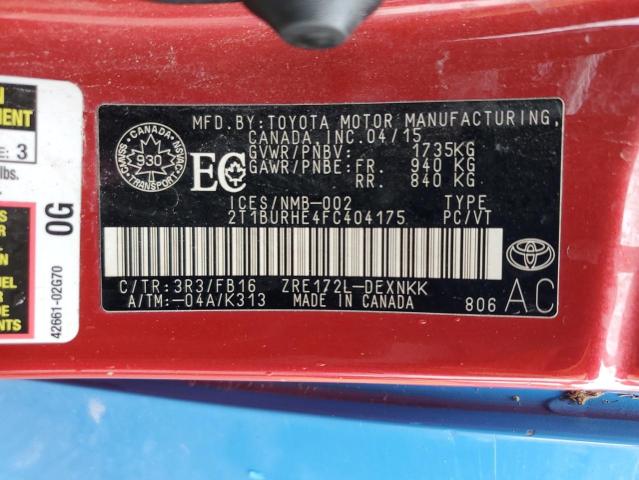 MFD.BY:TOYOTA MOTOR MANUFACTURING,
CANADA, INC.04/15
GVWR/PNBV: 1735KG
GAWR/PNBE:FR. 940 KG
RR. 840 KG
CANADA
930
CMVSS
NSVAC
EC
ICES/NMB-002 TYPE
2T1BURHE4FC404175 PC/VT
C/TR:3R3/FB16 ZRE172L-DEXNKK
A/TM:-04A/K313 MADE IN CANADA
806 AC
E: 3
lbs.
0G
42661-02G70